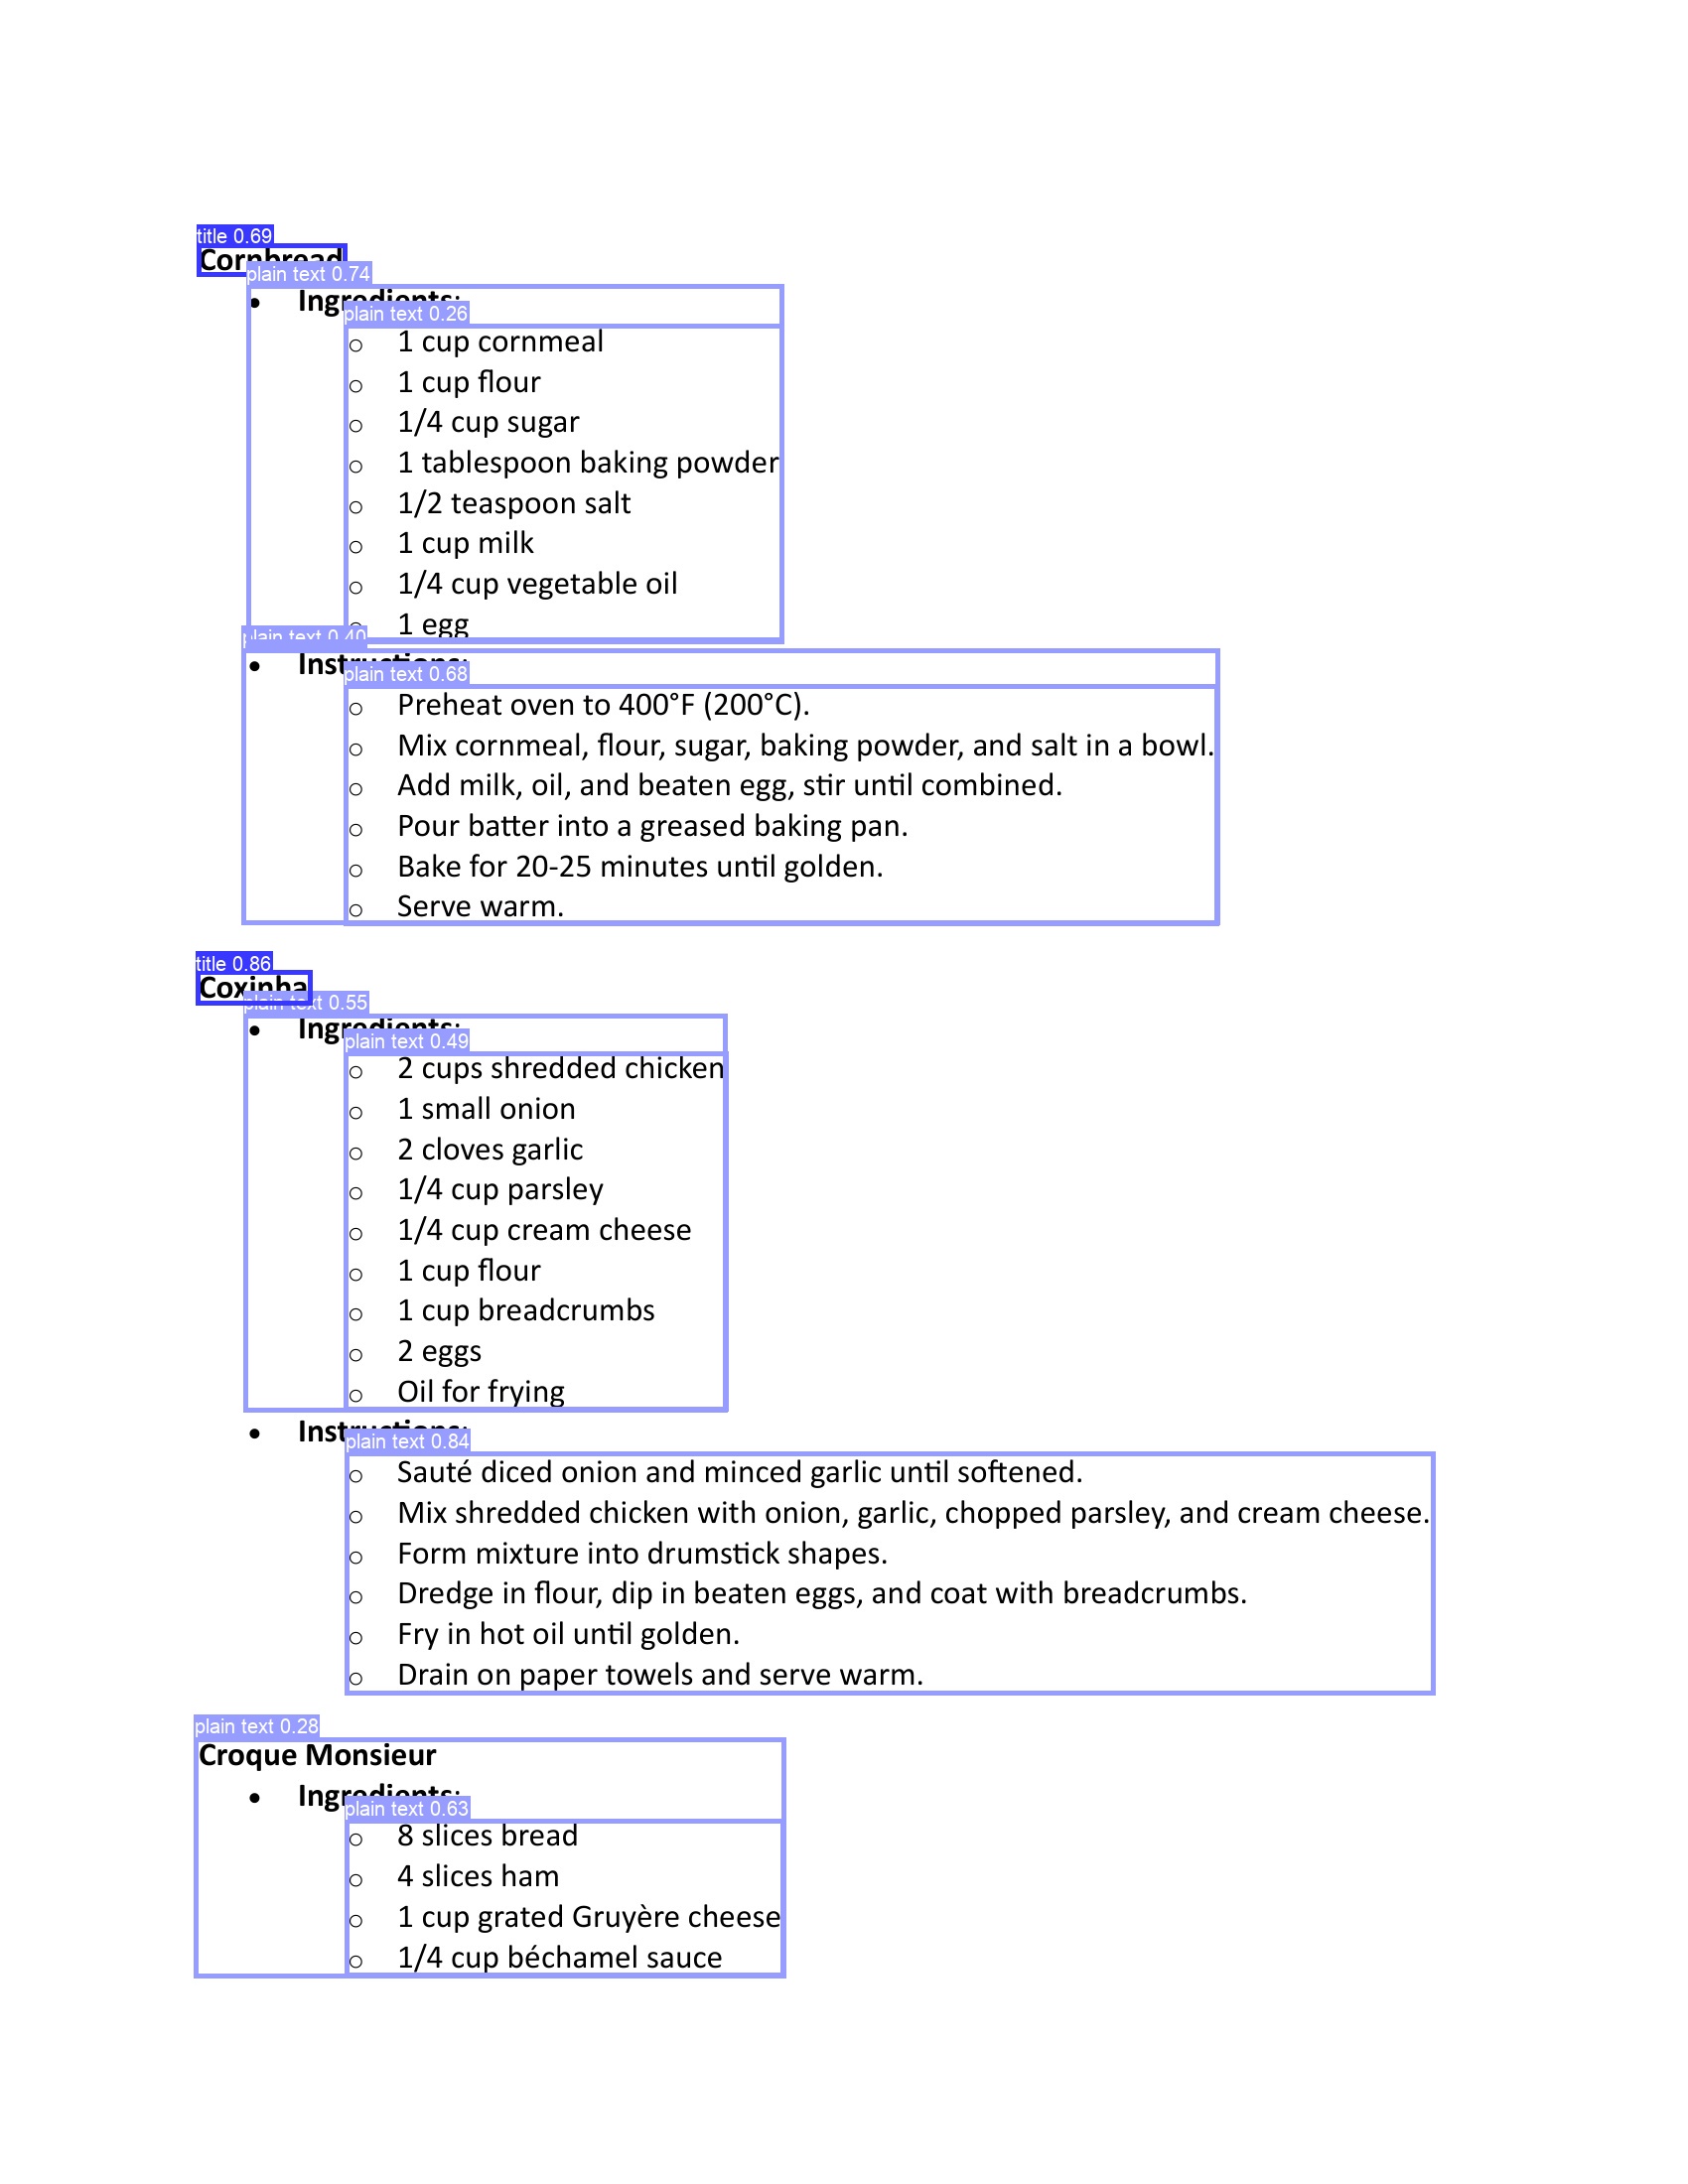 title 0.69
Cornbread
plain text 0.74
• Ingredients:
plain text 0.26
○ 1 cup cornmeal
○ 1 cup flour
○ 1/4 cup sugar
○ 1 tablespoon baking powder
○ 1/2 teaspoon salt
○ 1 cup milk
○ 1/4 cup vegetable oil
○ 1 egg
plain text 0.40
• Instructions:
plain text 0.68
○ Preheat oven to 400°F (200°C).
○ Mix cornmeal, flour, sugar, baking powder, and salt in a bowl.
○ Add milk, oil, and beaten egg, stir until combined.
○ Pour batter into a greased baking pan.
○ Bake for 20-25 minutes until golden.
○ Serve warm.
title 0.86
Coxinha
plain text 0.55
• Ingredients:
plain text 0.49
○ 2 cups shredded chicken
○ 1 small onion
○ 2 cloves garlic
○ 1/4 cup parsley
○ 1/4 cup cream cheese
○ 1 cup flour
○ 1 cup breadcrumbs
○ 2 eggs
○ Oil for frying
• Instructions:
plain text 0.84
○ Sauté diced onion and minced garlic until softened.
○ Mix shredded chicken with onion, garlic, chopped parsley, and cream cheese.
○ Form mixture into drumstick shapes.
○ Dredge in flour, dip in beaten eggs, and coat with breadcrumbs.
○ Fry in hot oil until golden.
○ Drain on paper towels and serve warm.
plain text 0.28
Croque Monsieur
• Ingredients:
plain text 0.63
○ 8 slices bread
○ 4 slices ham
○ 1 cup grated Gruyère cheese
○ 1/4 cup béchamel sauce